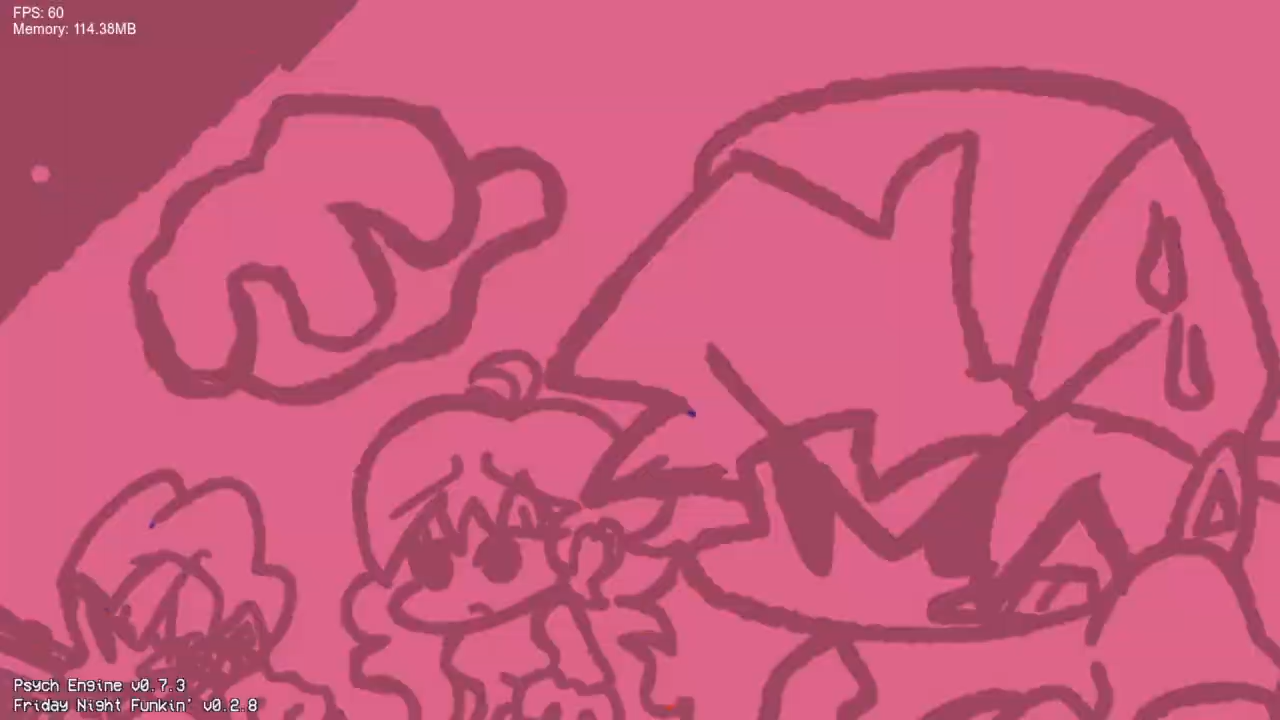 FPS: 60
Memory: 114.38MB
Psych Engine v0.7.3
Friday Night Funkin' v0.2.8